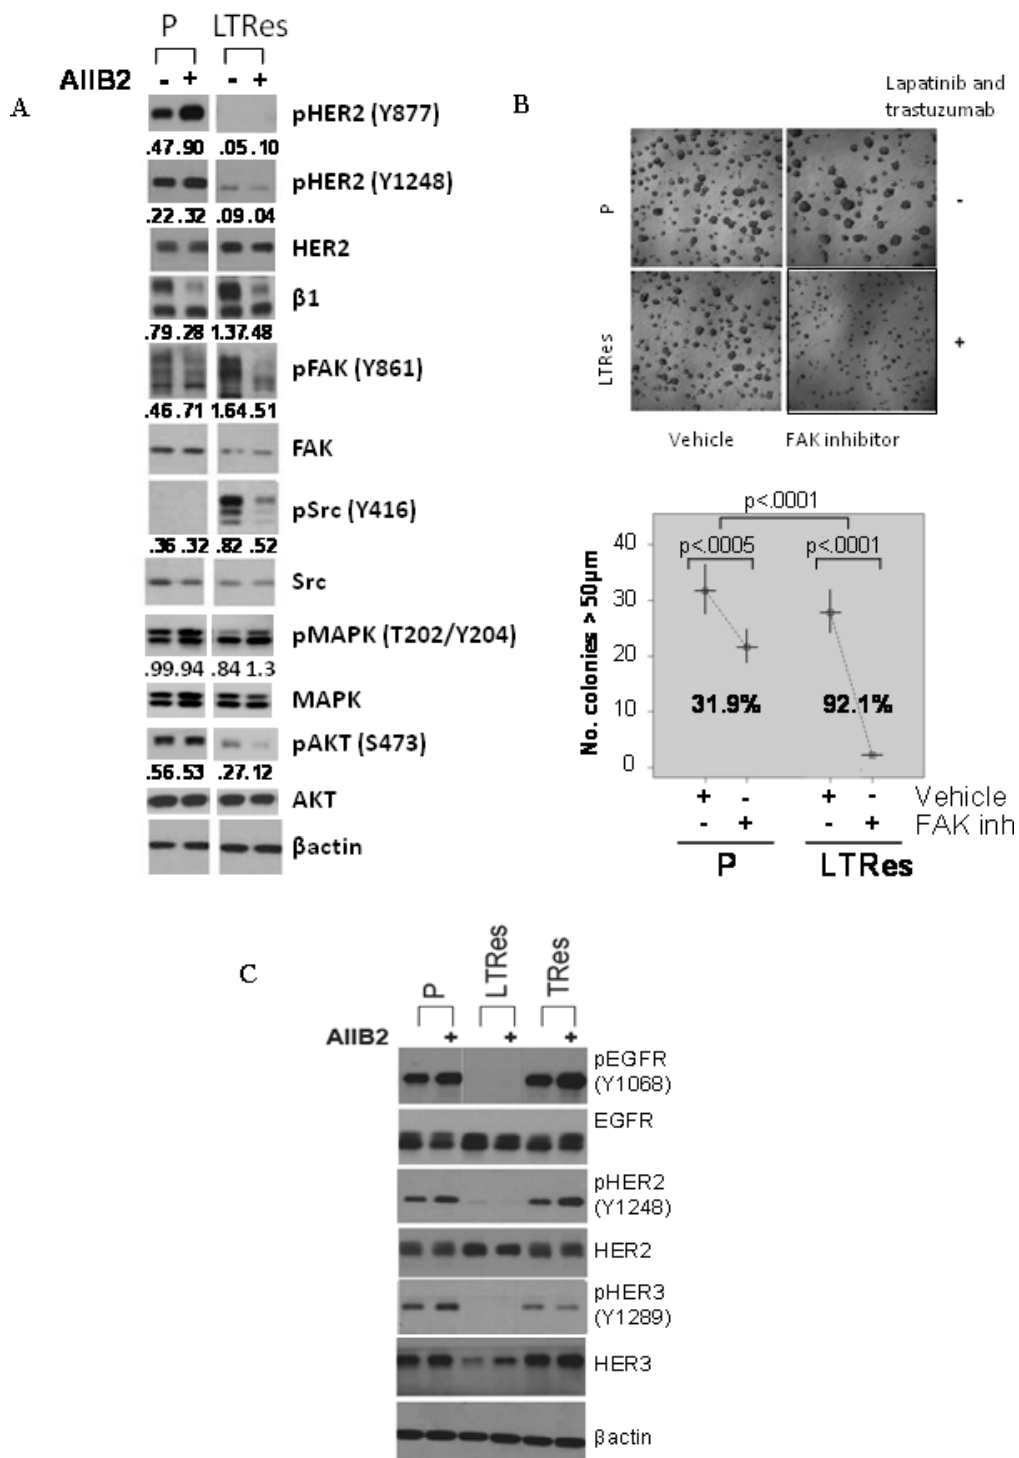 P LTRes
AIIB2 - + - +
A
pHER2 (Y877)
.47 .90 .05 .10
pHER2 (Y1248)
.22 .32 .09 .04
HER2
β1
.79 .28 1.37 .48
pFAK (Y861)
.46 .71 1.64 .51
FAK
pSrc (Y416)
.36 .32 .82 .52
Src
pMAPK (T202/Y204)
.99 .94 .84 1.3
MAPK
pAKT (S473)
.56 .53 .27 .12
AKT
βactin
B
Lapatinib and
trastuzumab
P
-
LTRes
+
Vehicle FAK inhibitor
p<.0001
p<.0005 p<.0001
No. colonies > 50μm
40
30
20
10
0
31.9% 92.1%
+ - + - Vehicle
- + - + FAK inh
P LTRes
C
P LTRes TRes
AIIB2 + + +
pEGFR
(Y1068)
EGFR
pHER2
(Y1248)
HER2
pHER3
(Y1289)
HER3
βactin